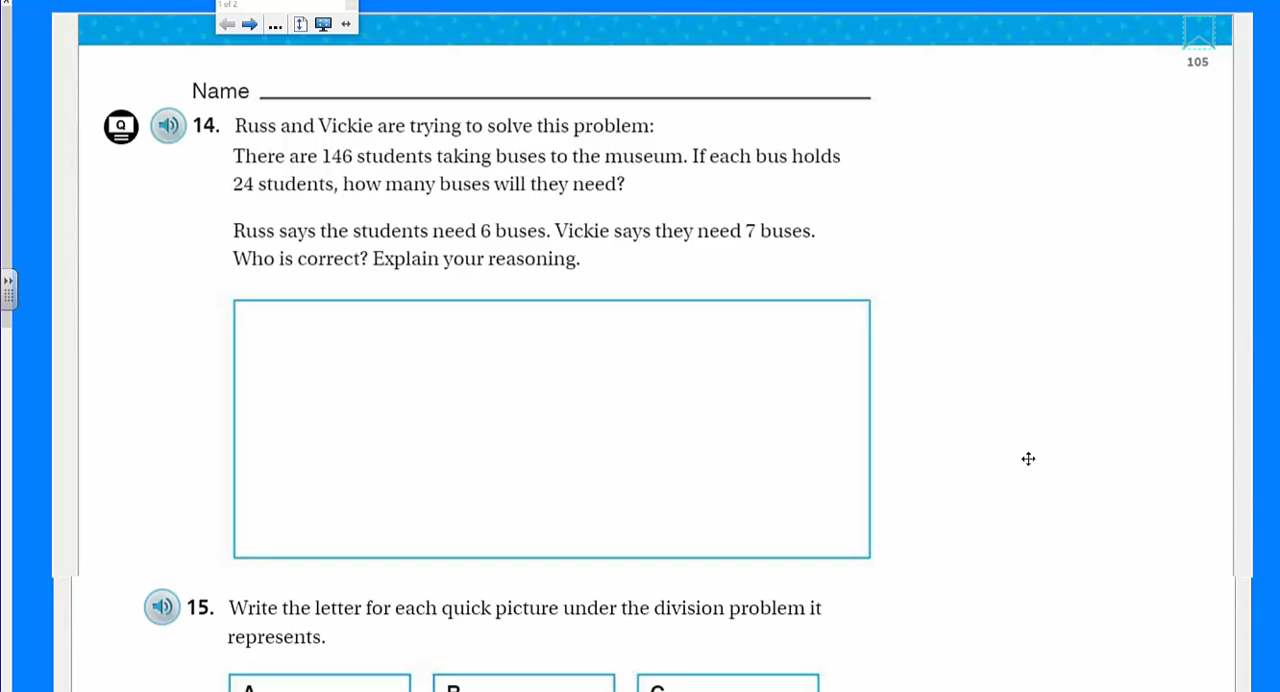 1 of 2
105
Name
14. Russ and Vickie are trying to solve this problem:
There are 146 students taking buses to the museum. If each bus holds
24 students, how many buses will they need?
Russ says the students need 6 buses. Vickie says they need 7 buses.
Who is correct? Explain your reasoning.
15. Write the letter for each quick picture under the division problem it
represents.
A B C